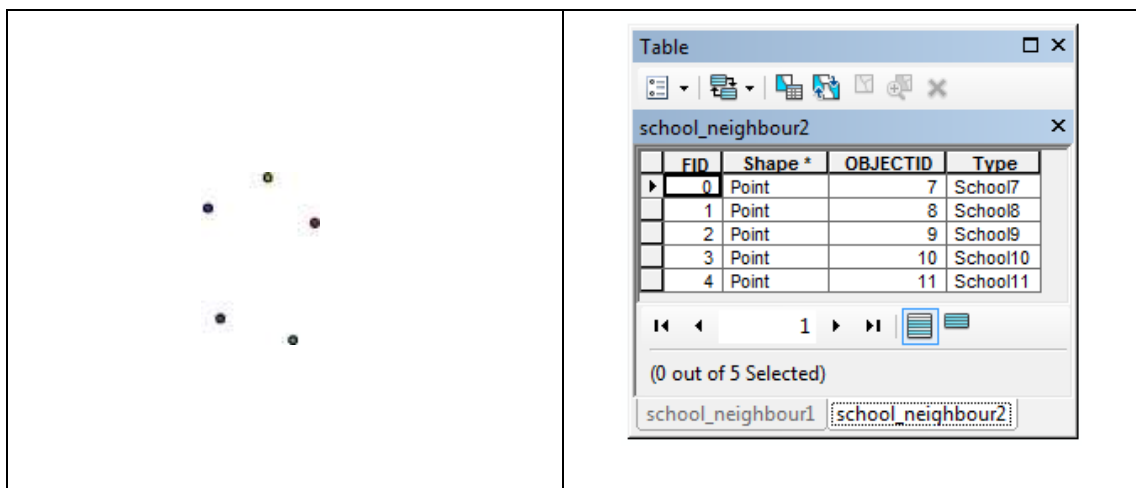 Table
school_neighbour2
FID Shape * OBJECTID Type
0 Point 7 School7
1 Point 8 School8
2 Point 9 School9
3 Point 10 School10
4 Point 11 School11
1
(0 out of 5 Selected)
school_neighbour1 school_neighbour2